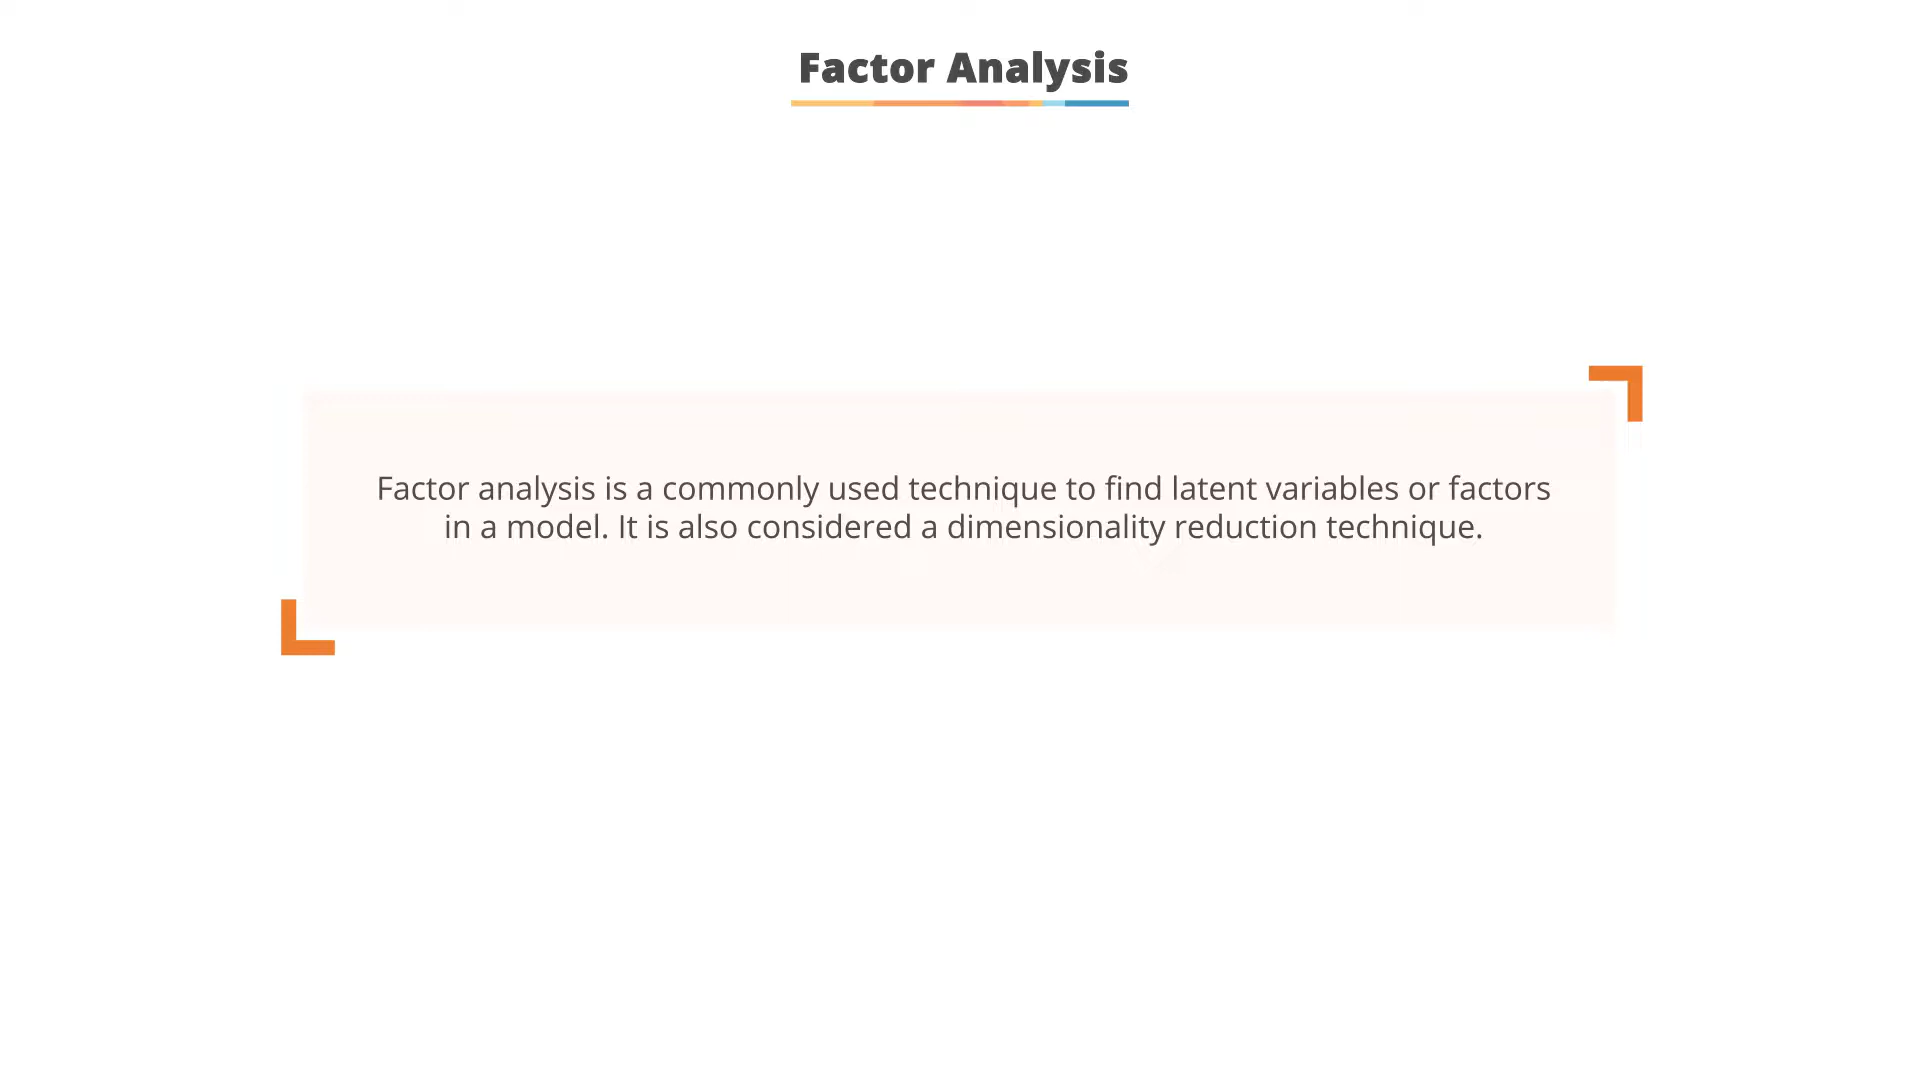 Factor Analysis
Factor analysis is a commonly used technique to find latent variables or factors
in a model. It is also considered a dimensionality reduction technique.